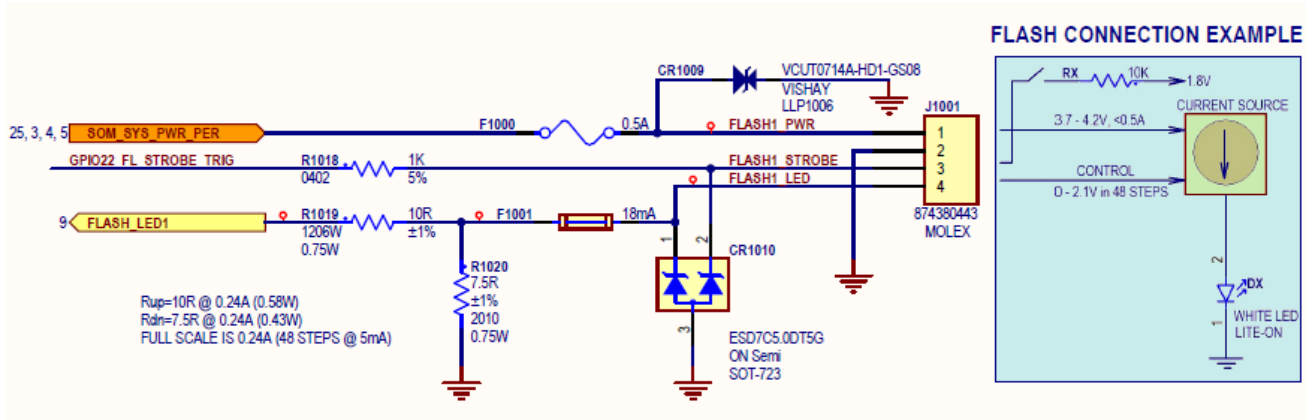 FLASH CONNECTION EXAMPLE
CR1009
VCUT0714A-HD1-GS08
VISHAY
LLP1006
J1001
25, 3, 4, 5
SOM_SYS_PWR_PER
F1000
0.5A
FLASH1_PWR
1
2
3
4
GPIO22_FL_STROBE_TRIG
R1018
0402
1K
5%
FLASH1_STROBE
FLASH1_LED
874380443
MOLEX
9
FLASH_LED1
R1019
1206W
0.75W
10R
±1%
F1001
18mA
1
2
3
CR1010
R1020
7.5R
±1%
2010
0.75W
Rup=10R @ 0.24A (0.58W)
Rdn=7.5R @ 0.24A (0.43W)
FULL SCALE IS 0.24A (48 STEPS @ 5mA)
ESD7C5.0DT5G
ON Semi
SOT-723
RX
10K
1.8V
CURRENT SOURCE
3.7 - 4.2V, <0.5A
CONTROL
0 - 2.1V in 48 STEPS
2
DX
1
WHITE LED
LITE-ON